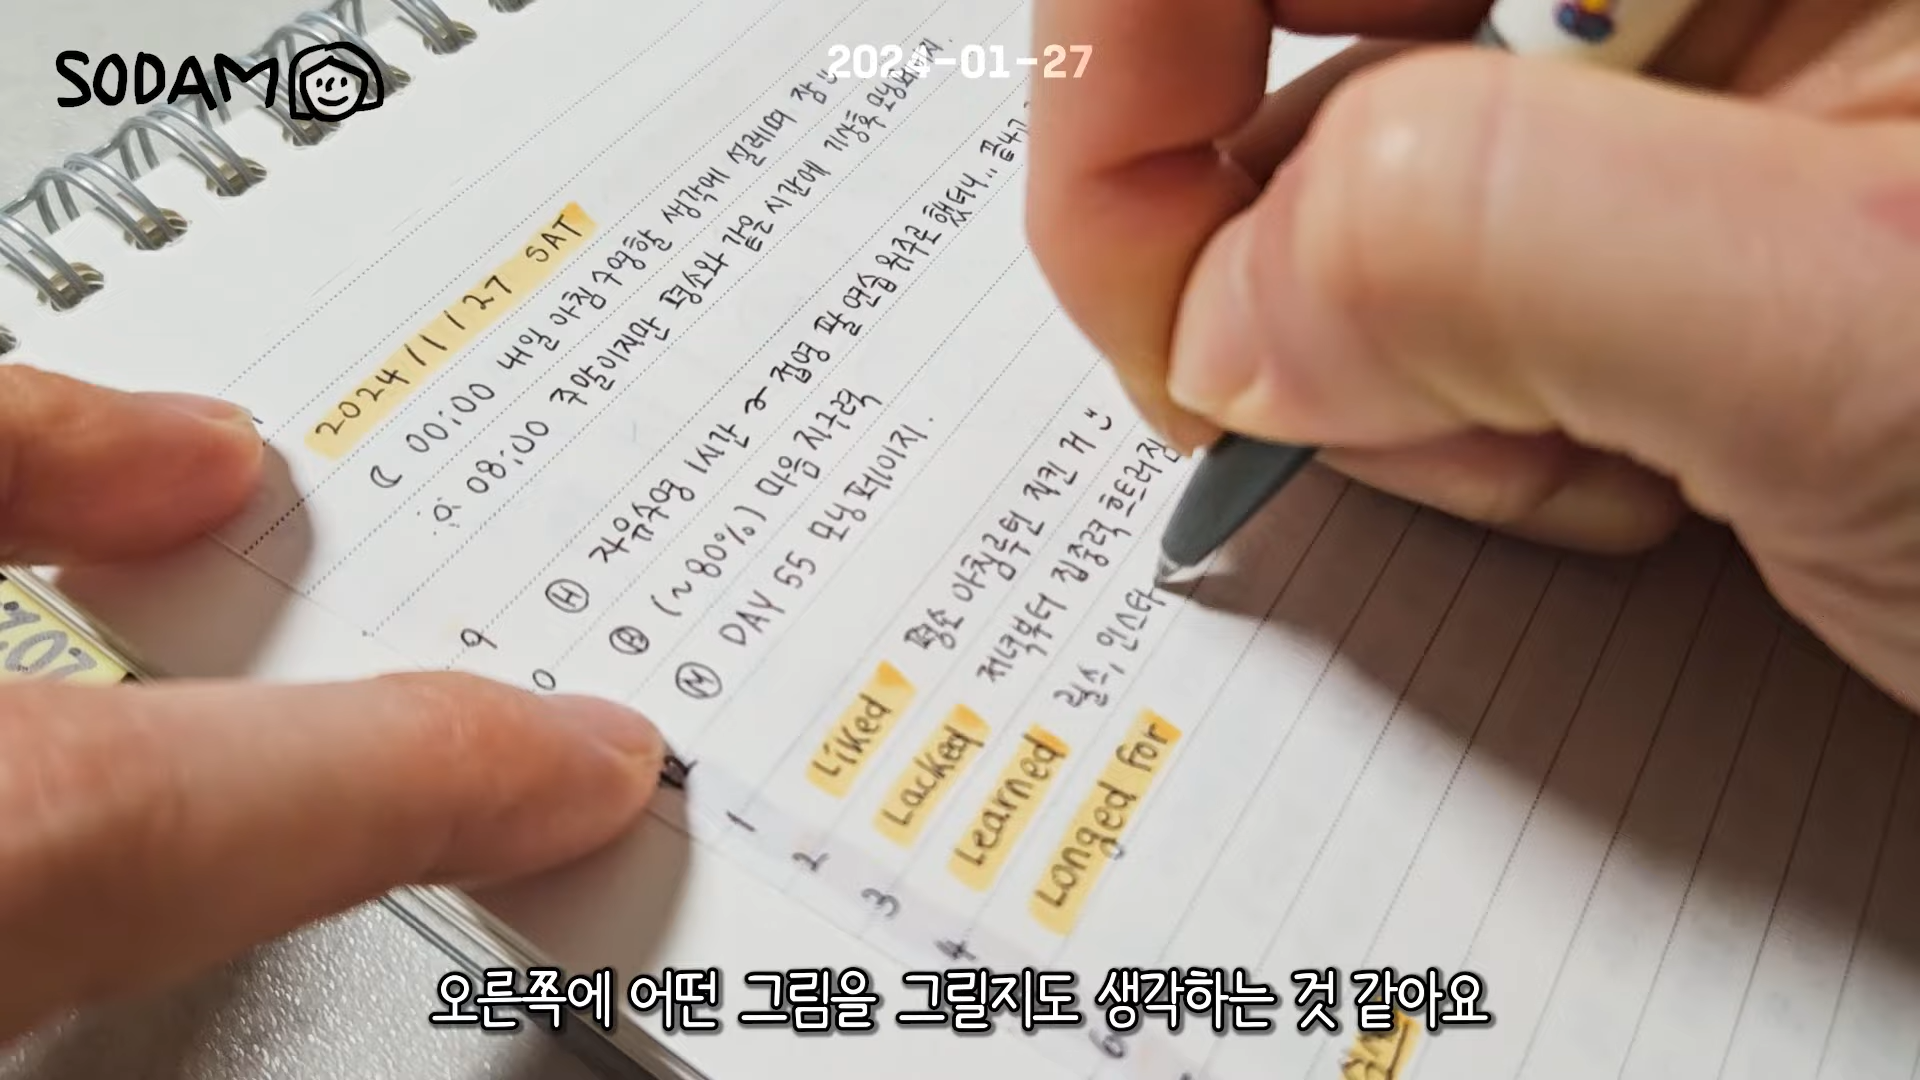 SODAM
2024-01-27
2024/1/27 SAT
00:00 내일 아침 수영할 생각에 설레며 잠
08:00 주말이지만 평소와 같은 시간에 기상후 모닝페이지.
9
H 자유수영 1시간 접영 팔 연습 위주로 했더니.. 끝나고
B (~80%) 마음 지구력
M DAY 55 모닝페이지.
12
1 Liked 평소 아침루틴 지킨 거
2 Lacked 저녁부터 집중력 흐트러짐
3 Learned 릴스, 인스타
4 Longed for
6
오른쪽에 어떤 그림을 그릴지도 생각하는 것 같아요